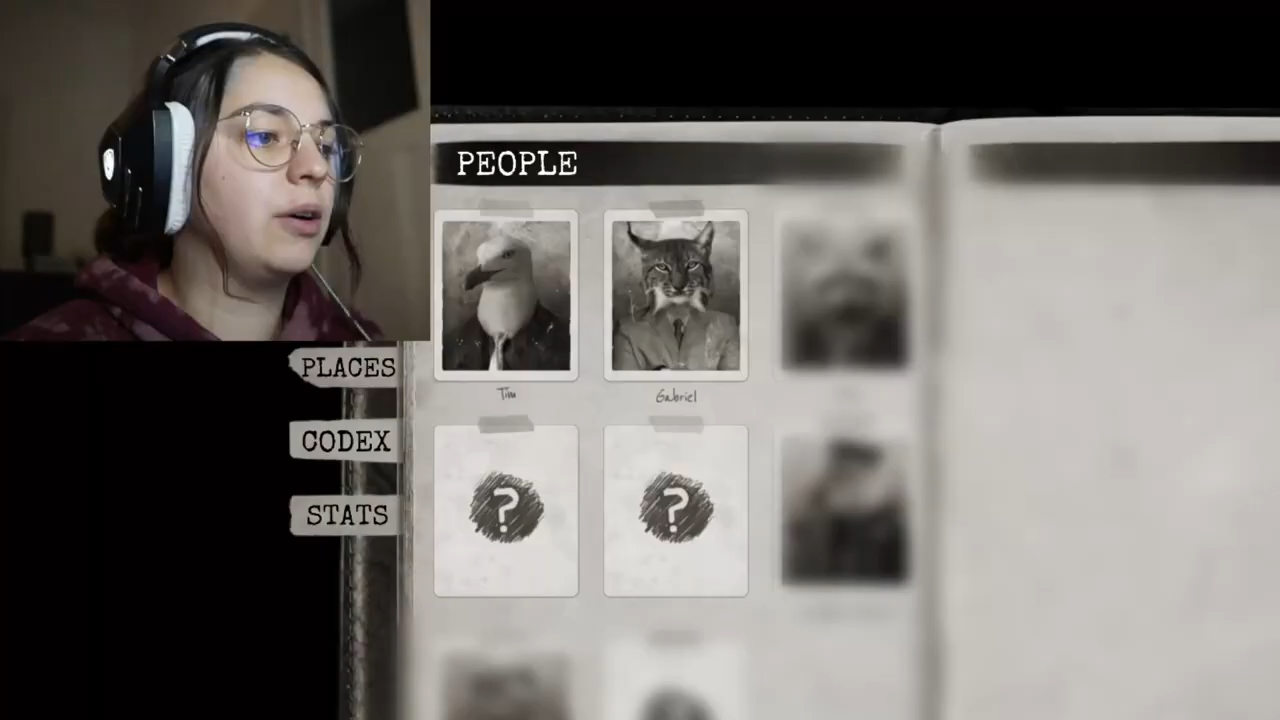 PEOPLE
Tim
Gabriel
PLACES
CODEX
STATS
?
?